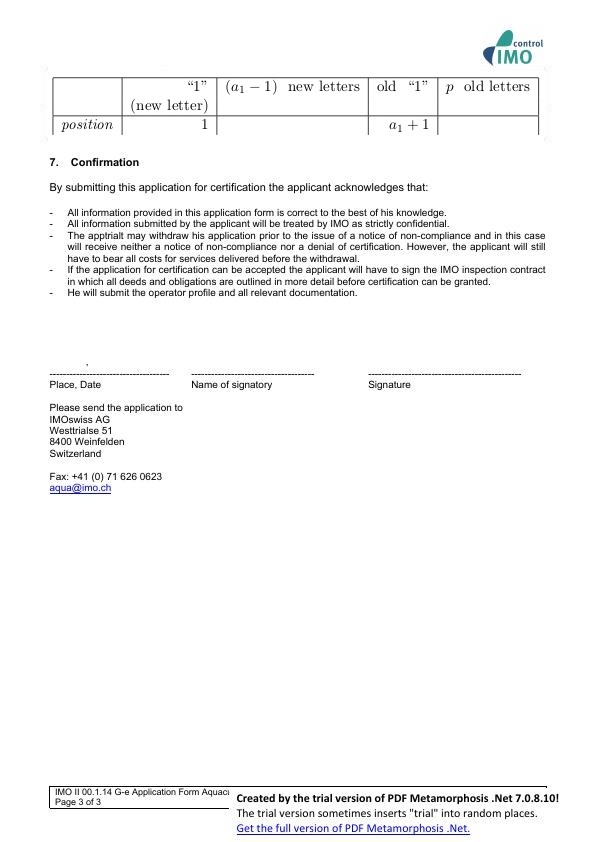 control
IMO
"1" (a₁ − 1) new letters old "1" p old letters
(new letter)
position 1 a₁ + 1
7. Confirmation
By submitting this application for certification the applicant acknowledges that:
- All information provided in this application form is correct to the best of his knowledge.
- All information submitted by the applicant will be treated by IMO as strictly confidential.
- The apptrialt may withdraw his application prior to the issue of a notice of non-compliance and in this case
will receive neither a notice of non-compliance nor a denial of certification. However, the applicant will still
have to bear all costs for services delivered before the withdrawal.
- If the application for certification can be accepted the applicant will have to sign the IMO inspection contract
in which all deeds and obligations are outlined in more detail before certification can be granted.
- He will submit the operator profile and all relevant documentation.
,
Place, Date Name of signatory Signature
Please send the application to
IMOswiss AG
Westtrialse 51
8400 Weinfelden
Switzerland
Fax: +41 (0) 71 626 0623
aqua@imo.ch
IMO II 00.1.14 G-e Application Form Aquac
Page 3 of 3
Created by the trial version of PDF Metamorphosis .Net 7.0.8.10!
The trial version sometimes inserts "trial" into random places.
Get the full version of PDF Metamorphosis .Net.